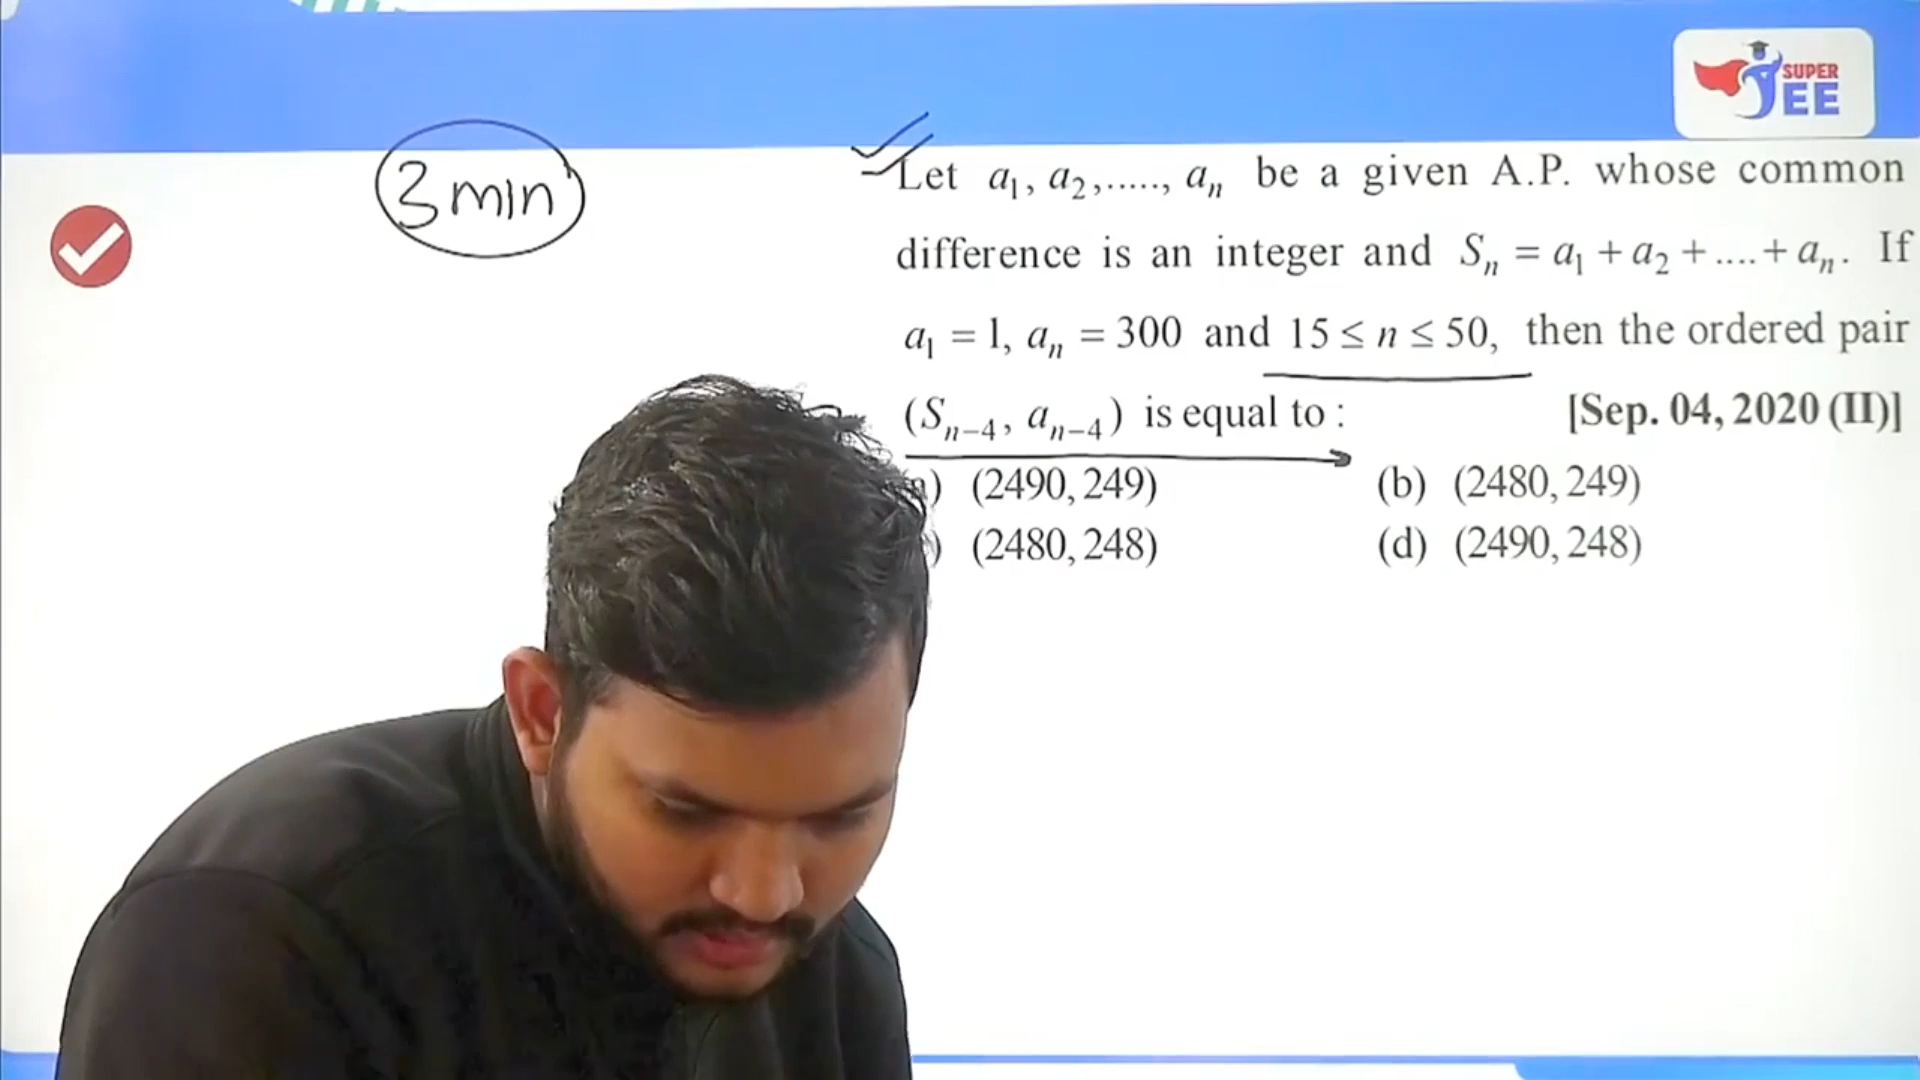 SUPER
JEE
3 min
Let a₁, a₂,....., aₙ be a given A.P. whose common
difference is an integer and Sₙ = a₁ + a₂ + .... + aₙ. If
a₁ = 1, aₙ = 300 and 15 ≤ n ≤ 50, then the ordered pair
(Sₙ₋₄, aₙ₋₄) is equal to : [Sep. 04, 2020 (II)]
(2490, 249) (b) (2480, 249)
(2480, 248) (d) (2490, 248)